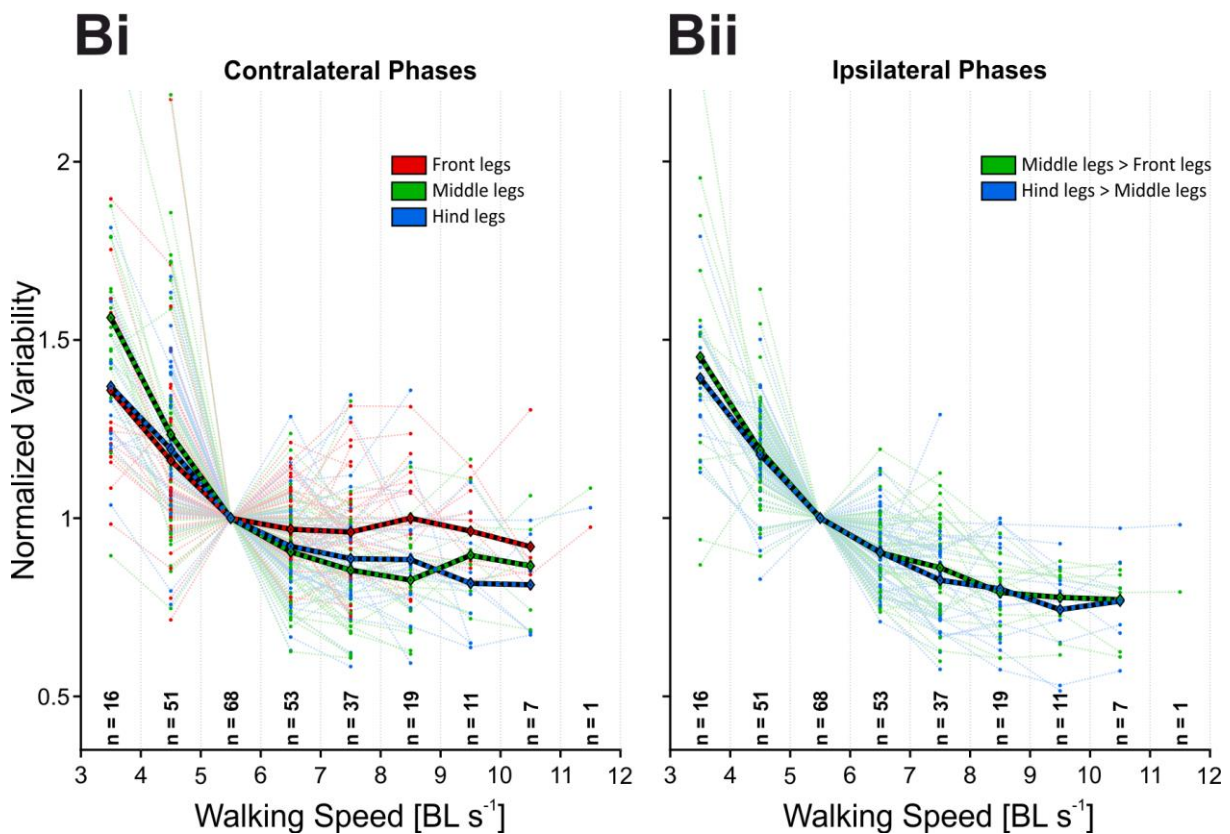 Bi
Contralateral Phases
Normalized Variability
2
1.5
1
0.5
Front legs
Middle legs
Hind legs
n = 16
n = 51
n = 68
n = 53
n = 37
n = 19
n = 11
n = 7
n = 1
3 4 5 6 7 8 9 10 11 12
Walking Speed [BL s⁻¹]
Bii
Ipsilateral Phases
Middle legs > Front legs
Hind legs > Middle legs
n = 16
n = 51
n = 68
n = 53
n = 37
n = 19
n = 11
n = 7
n = 1
3 4 5 6 7 8 9 10 11 12
Walking Speed [BL s⁻¹]